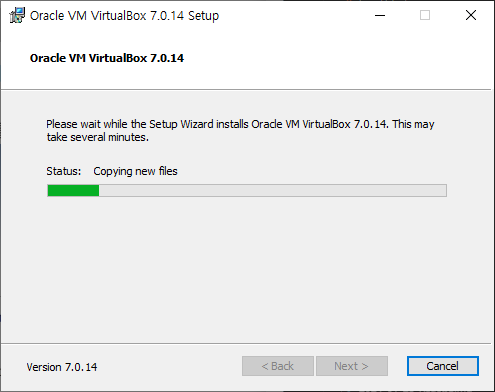 Oracle VM VirtualBox 7.0.14 Setup
Oracle VM VirtualBox 7.0.14
Please wait while the Setup Wizard installs Oracle VM VirtualBox 7.0.14. This may
take several minutes.
Status: Copying new files
Version 7.0.14
< Back
Next >
Cancel